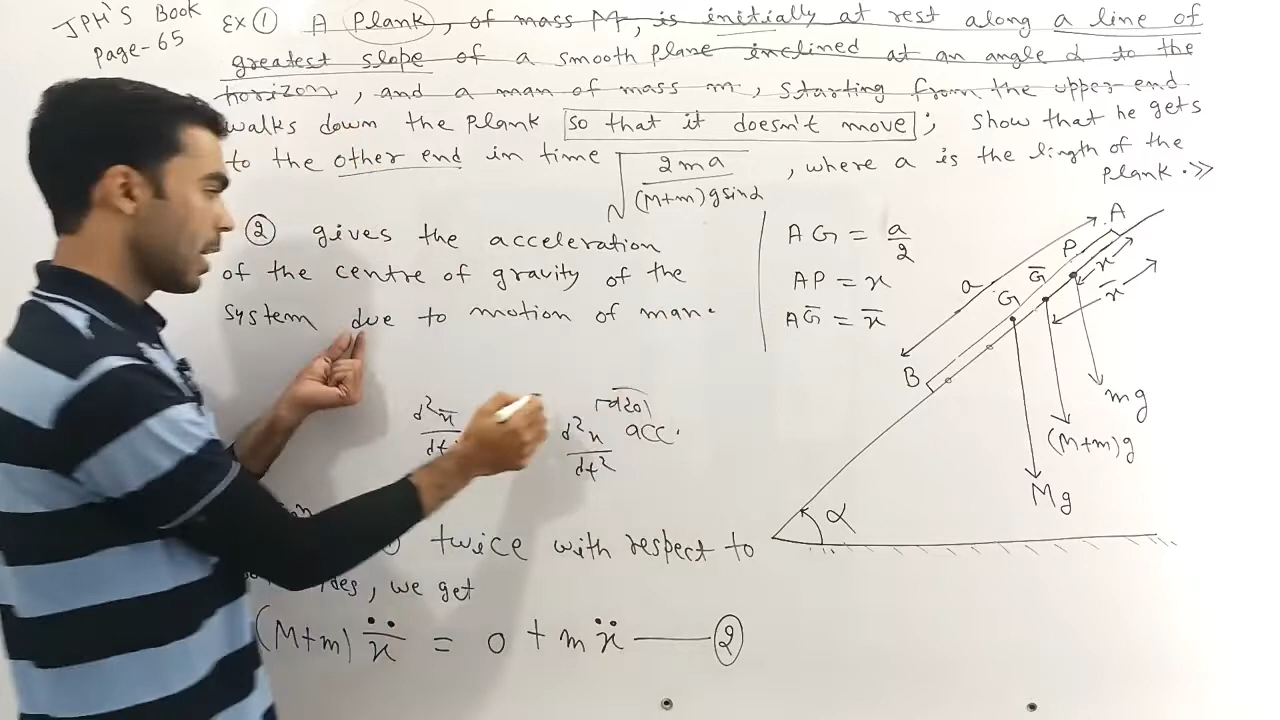 JPH'S Book
Page-65
Ex ① A Plank, of mass M, is initially at rest along a line of
greatest slope of a smooth plane inclined at an angle α to the
horizon, and a man of mass m, starting from the upper end
walks down the plank so that it doesn't move; show that he gets
to the other end in time √(2ma/(M+m)gsinα), where a is the length of the
plank.>>
② gives the acceleration
of the centre of gravity of the
system due to motion of man.
AG = a/2
AP = x
AG̅ = x̅
A
P
x
G̅
G
x̅
a
B
mg
(M+m)g
Mg
α
d²x̅/dt
d²x/dt² acc.
twice with respect to
, we get
(M+m) ẍ̅ = 0 + mẍ — ②